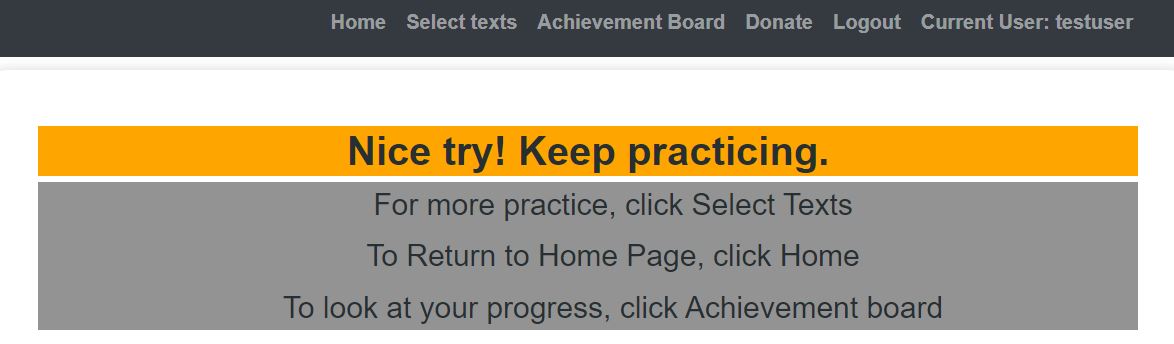 Home Select texts Achievement Board Donate Logout Current User: testuser
Nice try! Keep practicing.
For more practice, click Select Texts
To Return to Home Page, click Home
To look at your progress, click Achievement board